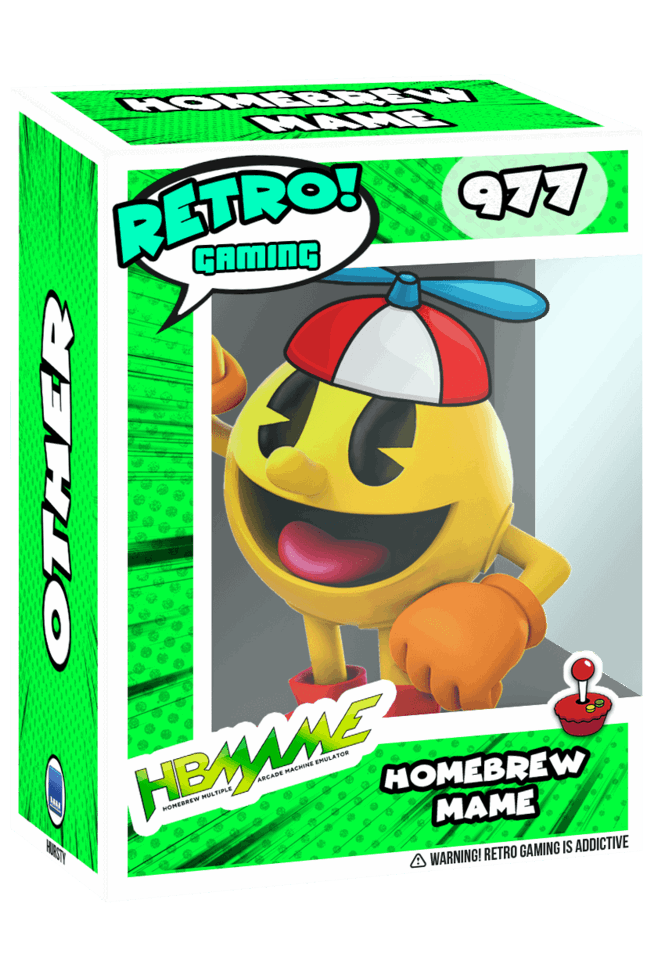 HOMEBREW
MAME
RETRO!
GAMING
977
OTHER
HBMAME
HOMEBREW MULTIPLE ARCADE MACHINE EMULATOR
HOMEBREW
MAME
WARNING! RETRO GAMING IS ADDICTIVE
HURSTY